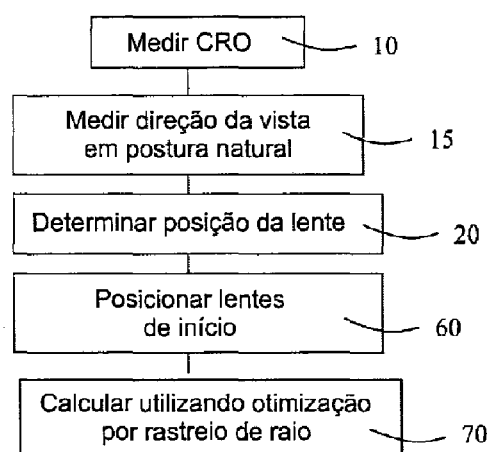 Medir CRO
10
Medir direção da vista
em postura natural
15
Determinar posição da lente
20
Posicionar lentes
de início
60
Calcular utilizando otimização
por rastreio de raio
70